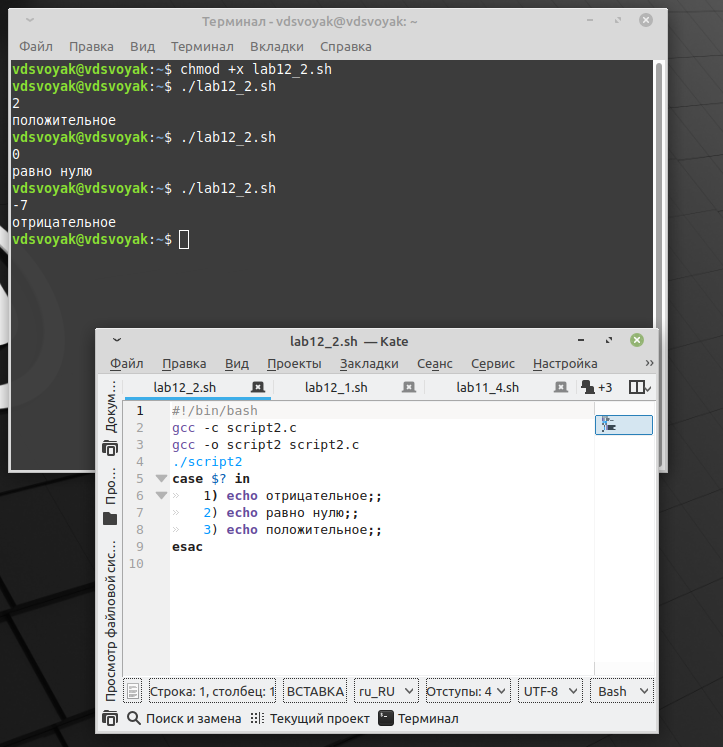 Терминал - vdsvoyak@vdsvoyak: ~
Файл Правка Вид Терминал Вкладки Справка
vdsvoyak@vdsvoyak:~$ chmod +x lab12_2.sh
vdsvoyak@vdsvoyak:~$ ./lab12_2.sh
2
положительное
vdsvoyak@vdsvoyak:~$ ./lab12_2.sh
0
равно нулю
vdsvoyak@vdsvoyak:~$ ./lab12_2.sh
-7
отрицательное
vdsvoyak@vdsvoyak:~$
lab12_2.sh — Kate
Файл Правка Вид Проекты Закладки Сеанс Сервис Настройка »
lab12_2.sh lab12_1.sh lab11_4.sh +3
Докум...
Про...
Просмотр файловой сис...
1 #!/bin/bash
2 gcc -c script2.c
3 gcc -o script2 script2.c
4 ./script2
5 case $? in
6 » 1) echo отрицательное;;
7 » 2) echo равно нулю;;
8 » 3) echo положительное;;
9 esac
10
Строка: 1, столбец: 1 ВСТАВКА ru_RU Отступы: 4 UTF-8 Bash
Поиск и замена Текущий проект Терминал